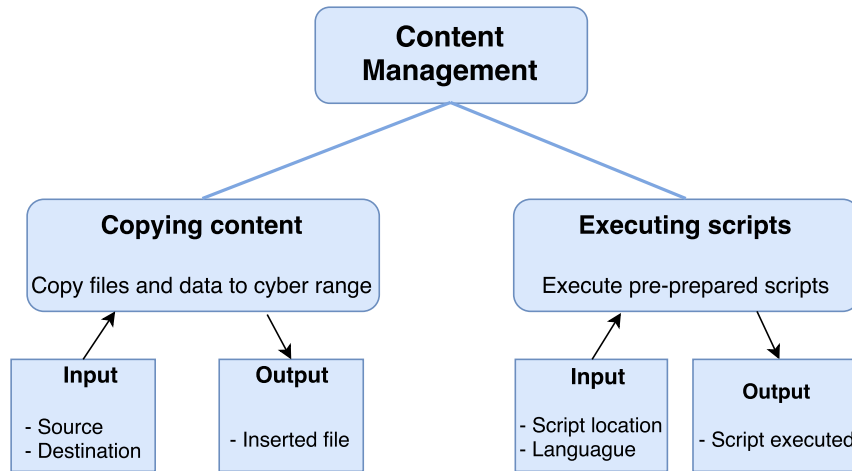 Content
Management
Copying content
Copy files and data to cyber range
Executing scripts
Execute pre-prepared scripts
Input
- Source
- Destination
Output
- Inserted file
Input
- Script location
- Languague
Output
- Script executed